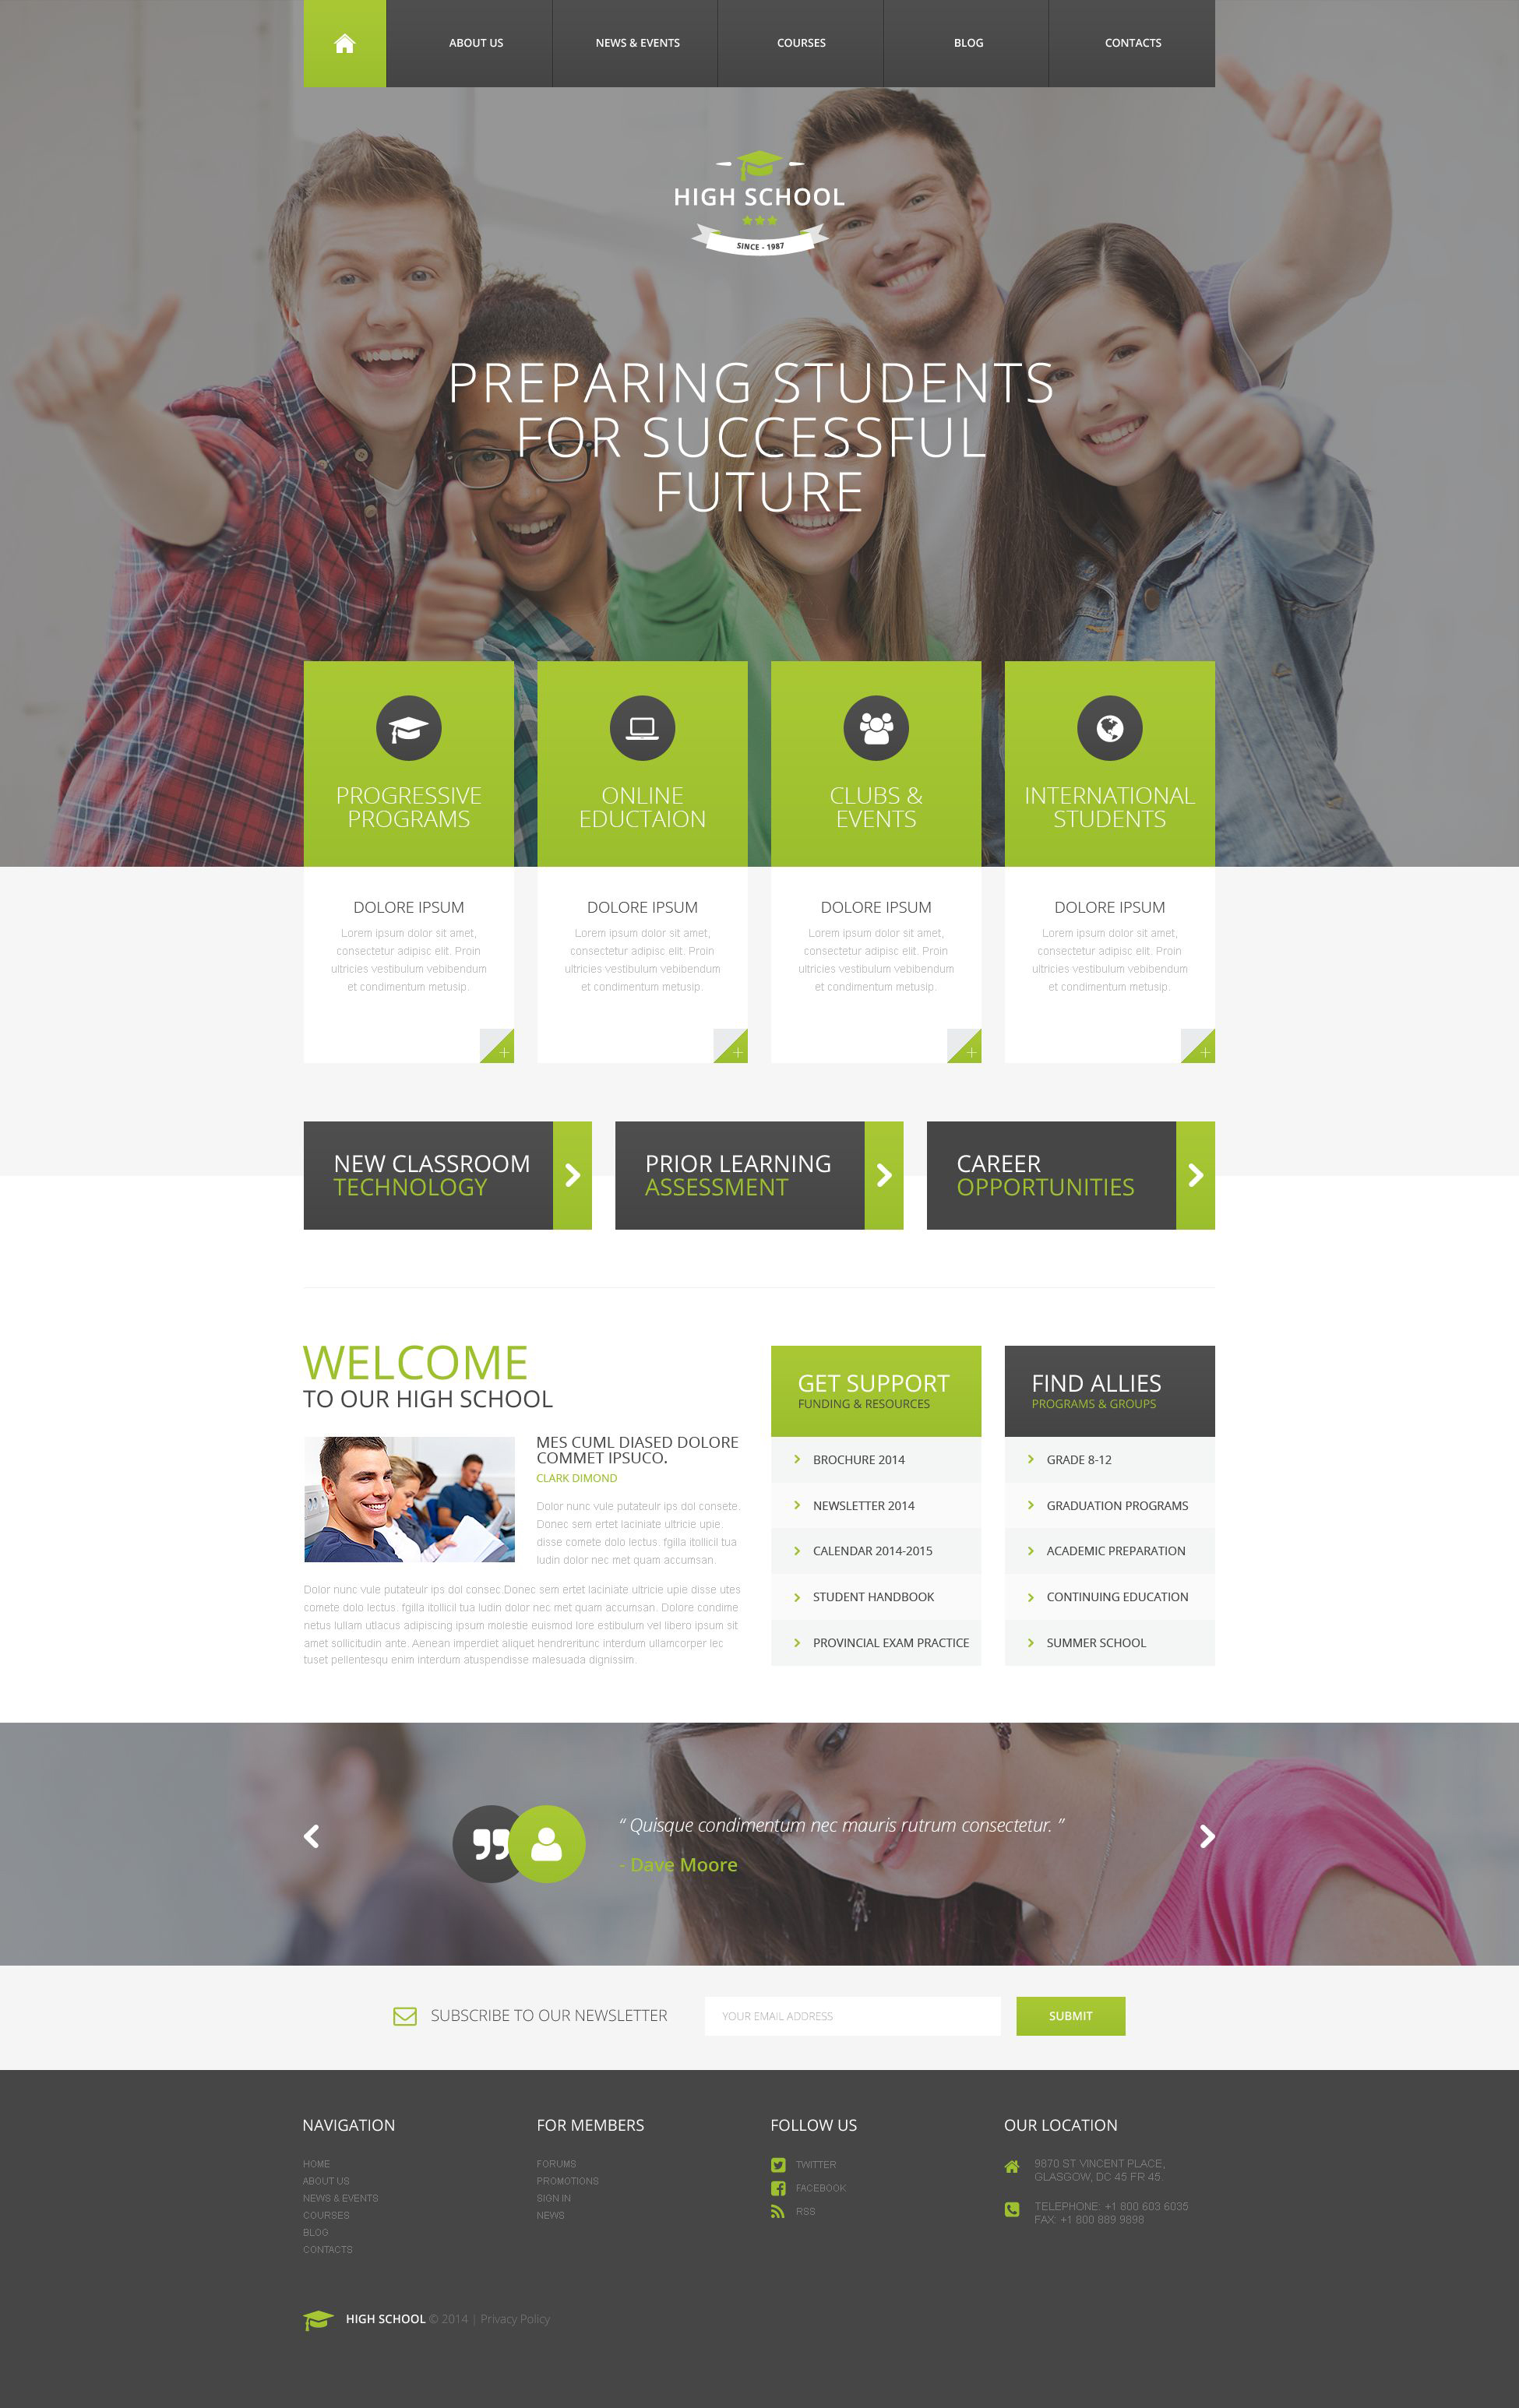 ABOUT US
NEWS & EVENTS
COURSES
BLOG
CONTACTS
HIGH SCHOOL
SINCE - 1987
PREPARING STUDENTS
FOR SUCCESSFUL
FUTURE
PROGRESSIVE
PROGRAMS
ONLINE
EDUCTAION
CLUBS &
EVENTS
INTERNATIONAL
STUDENTS
DOLORE IPSUM
Lorem ipsum dolor sit amet,
consectetur adipisc elit. Proin
ultricies vestibulum vebibendum
et condimentum metusip.
DOLORE IPSUM
Lorem ipsum dolor sit amet,
consectetur adipisc elit. Proin
ultricies vestibulum vebibendum
et condimentum metusip.
DOLORE IPSUM
Lorem ipsum dolor sit amet,
consectetur adipisc elit. Proin
ultricies vestibulum vebibendum
et condimentum metusip.
DOLORE IPSUM
Lorem ipsum dolor sit amet,
consectetur adipisc elit. Proin
ultricies vestibulum vebibendum
et condimentum metusip.
NEW CLASSROOM
TECHNOLOGY
PRIOR LEARNING
ASSESSMENT
CAREER
OPPORTUNITIES
WELCOME
TO OUR HIGH SCHOOL
MES CUML DIASED DOLORE
COMMET IPSUCO.
CLARK DIMOND
Dolor nunc vule putateulr ips dol consete.
Donec sem ertet laciniate ultricie upie.
disse comete dolo lectus. fgilla itollicil tua
ludin dolor nec met quam accumsan.
Dolor nunc vule putateulr ips dol consec.Donec sem ertet laciniate ultricie upie disse utes
comete dolo lectus. fgilla itollicil tua ludin dolor nec met quam accumsan. Dolore condime
netus lullam utlacus adipiscing ipsum molestie euismod lore estibulum vel libero ipsum sit
amet sollicitudin ante. Aenean imperdiet aliquet hendreritunc interdum ullamcorper lec
tuset pellentesqu enim interdum atuspendisse malesuada dignissim.
GET SUPPORT
FUNDING & RESOURCES
BROCHURE 2014
NEWSLETTER 2014
CALENDAR 2014-2015
STUDENT HANDBOOK
PROVINCIAL EXAM PRACTICE
FIND ALLIES
PROGRAMS & GROUPS
GRADE 8-12
GRADUATION PROGRAMS
ACADEMIC PREPARATION
CONTINUING EDUCATION
SUMMER SCHOOL
“ Quisque condimentum nec mauris rutrum consectetur. ”
- Dave Moore
SUBSCRIBE TO OUR NEWSLETTER
YOUR EMAIL ADDRESS
SUBMIT
NAVIGATION
HOME
ABOUT US
NEWS & EVENTS
COURSES
BLOG
CONTACTS
FOR MEMBERS
FORUMS
PROMOTIONS
SIGN IN
NEWS
FOLLOW US
TWITTER
FACEBOOK
RSS
OUR LOCATION
9870 ST VINCENT PLACE,
GLASGOW, DC 45 FR 45.
TELEPHONE: +1 800 603 6035
FAX: +1 800 889 9898
HIGH SCHOOL © 2014 | Privacy Policy